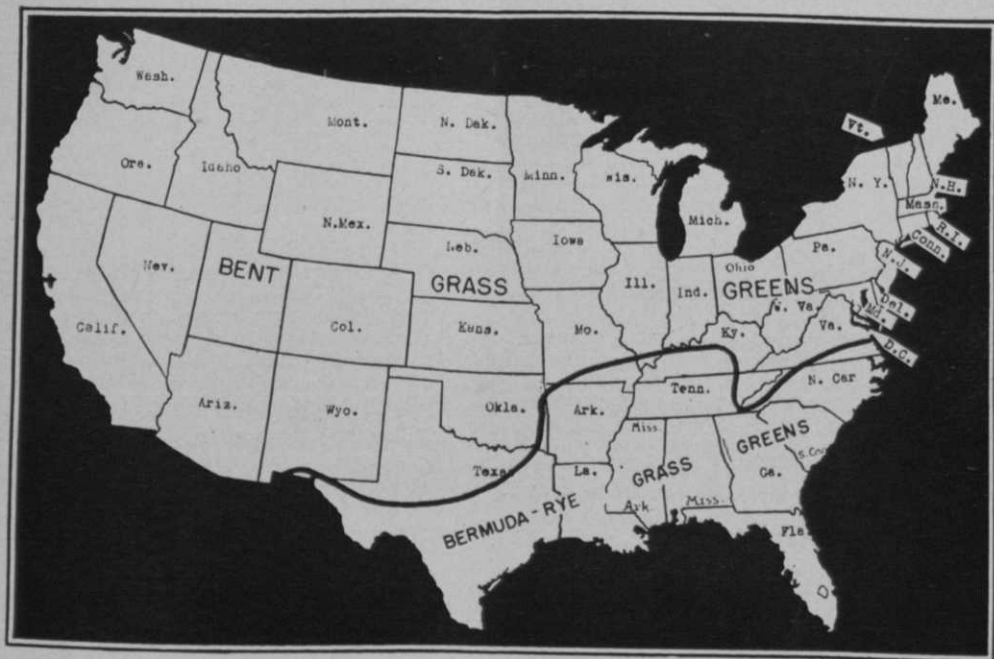 Wash.
Mont.
N. Dak.
Me.
Vt.
Ore.
Idaho
S. Dak.
Minn.
Wis.
N. Y.
N.H.
Mass.
R.I.
Conn.
N.Mex.
Mich.
Neb.
Iowa
Pa.
N.J.
Nev.
BENT
GRASS
Ill.
Ind.
Ohio
GREENS
W. Va.
Del.
Md.
Calif.
Col.
Kans.
Mo.
Ky.
Va.
D.C.
Ariz.
Wyo.
Okla.
Ark.
Tenn.
N. Car
Miss.
GREENS
S. Car
Texas
La.
GRASS
Ga.
BERMUDA-RYE
Ark.
Miss.
Fla.